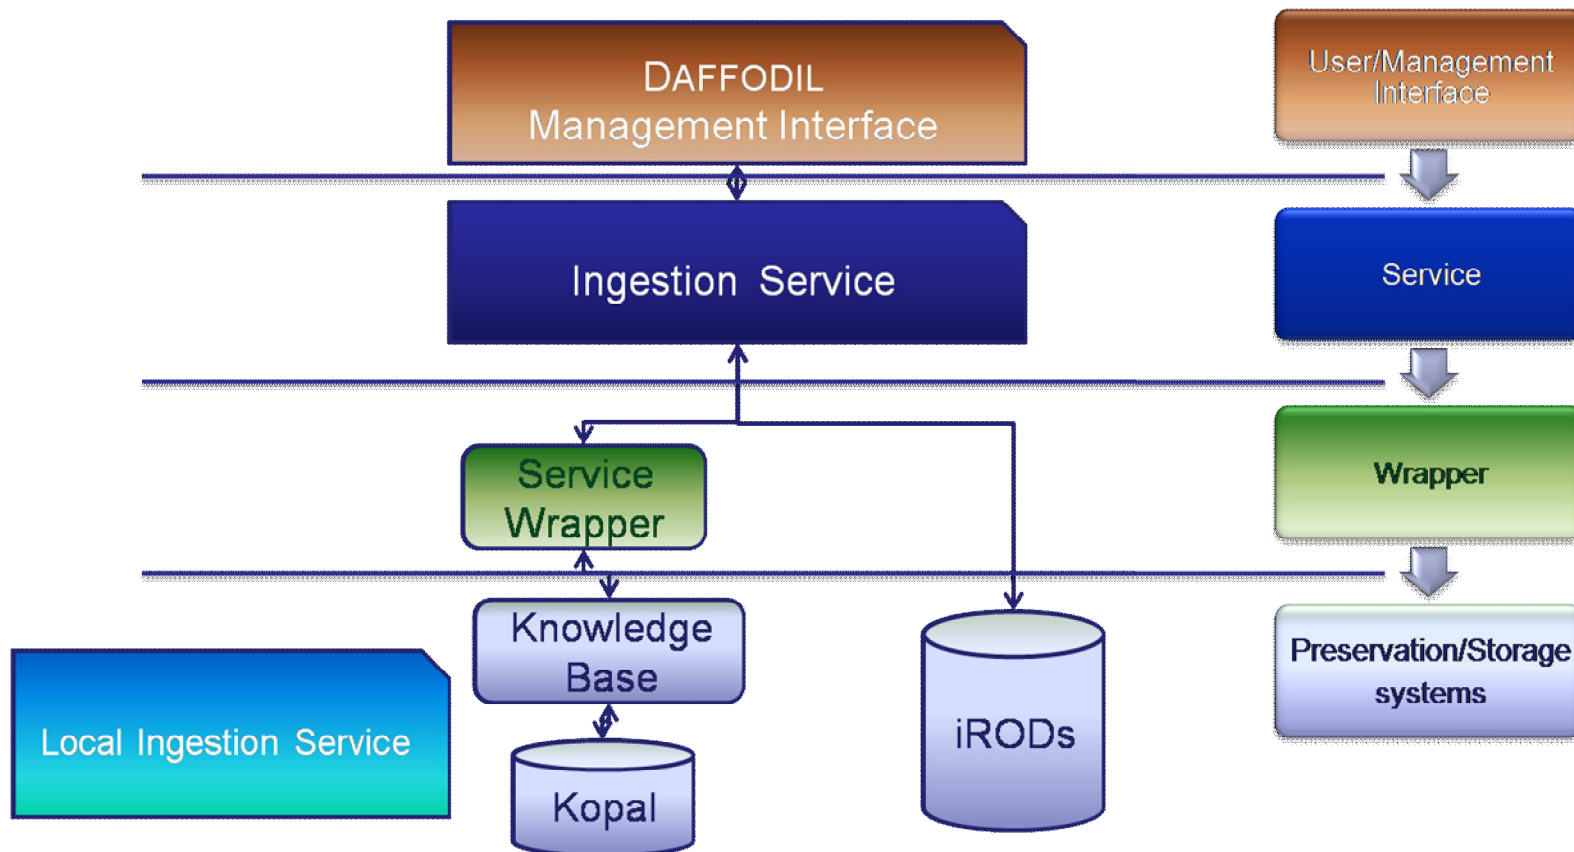 DAFFODIL
Management Interface
User/Management
Interface
Ingestion Service
Service
Service
Wrapper
Wrapper
Knowledge
Base
Local Ingestion Service
Kopal
iRODs
Preservation/Storage
systems